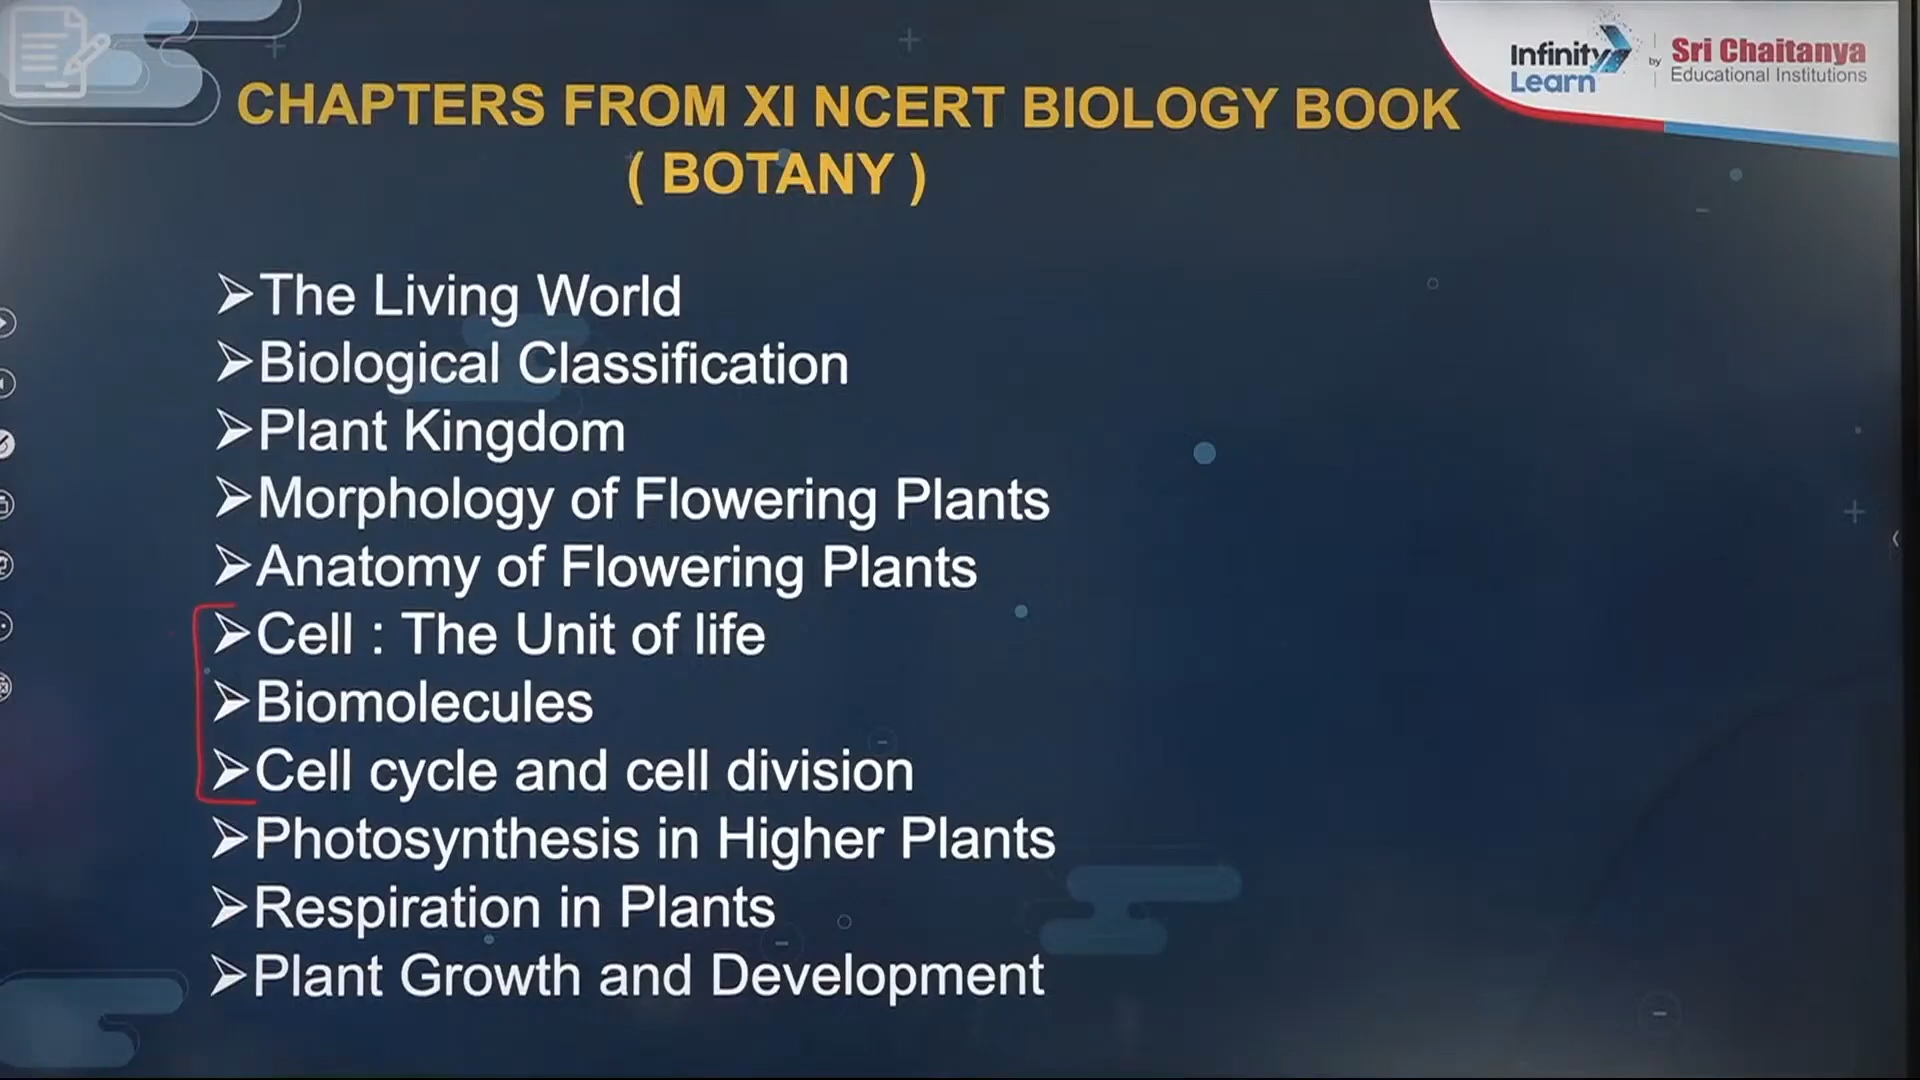 Infinity
Learn
by
Sri Chaitanya
Educational Institutions
CHAPTERS FROM XI NCERT BIOLOGY BOOK
( BOTANY )
The Living World
Biological Classification
Plant Kingdom
Morphology of Flowering Plants
Anatomy of Flowering Plants
Cell : The Unit of life
Biomolecules
Cell cycle and cell division
Photosynthesis in Higher Plants
Respiration in Plants
Plant Growth and Development